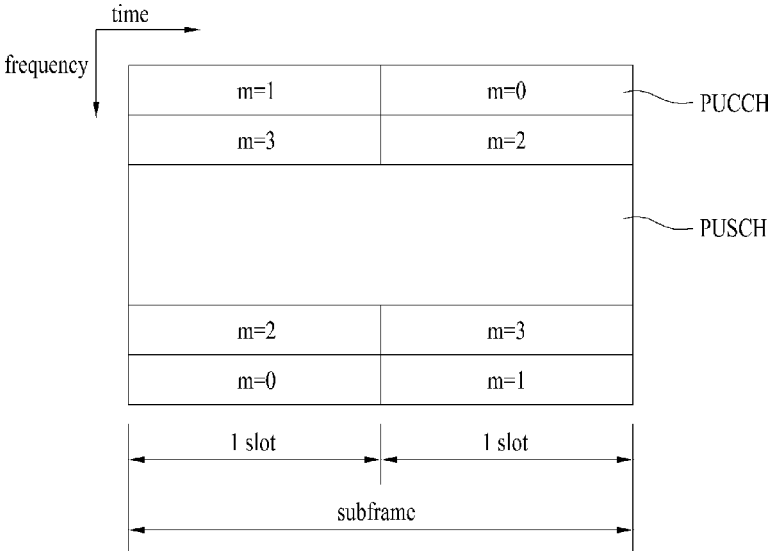 time
frequency
m=1 m=0
PUCCH
m=3 m=2
PUSCH
m=2 m=3
m=0 m=1
1 slot 1 slot
subframe